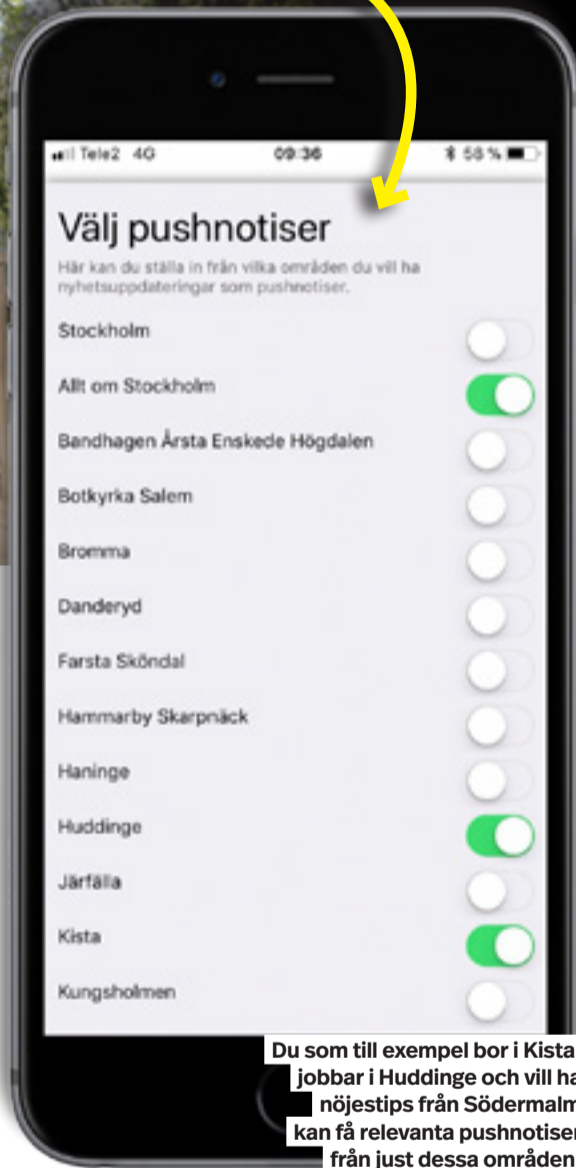 Tele2 4G 09:36 58 %
Välj pushnotiser
Här kan du ställa in från vilka områden du vill ha
nyhetsuppdateringar som pushnotiser.
Stockholm
Allt om Stockholm
Bandhagen Årsta Enskede Högdalen
Botkyrka Salem
Bromma
Danderyd
Farsta Sköndal
Hammarby Skarpnäck
Haninge
Huddinge
Järfälla
Kista
Kungsholmen
Du som till exempel bor i Kista
jobbar i Huddinge och vill ha
nöjestips från Södermalm
kan få relevanta pushnotiser
från just dessa områden